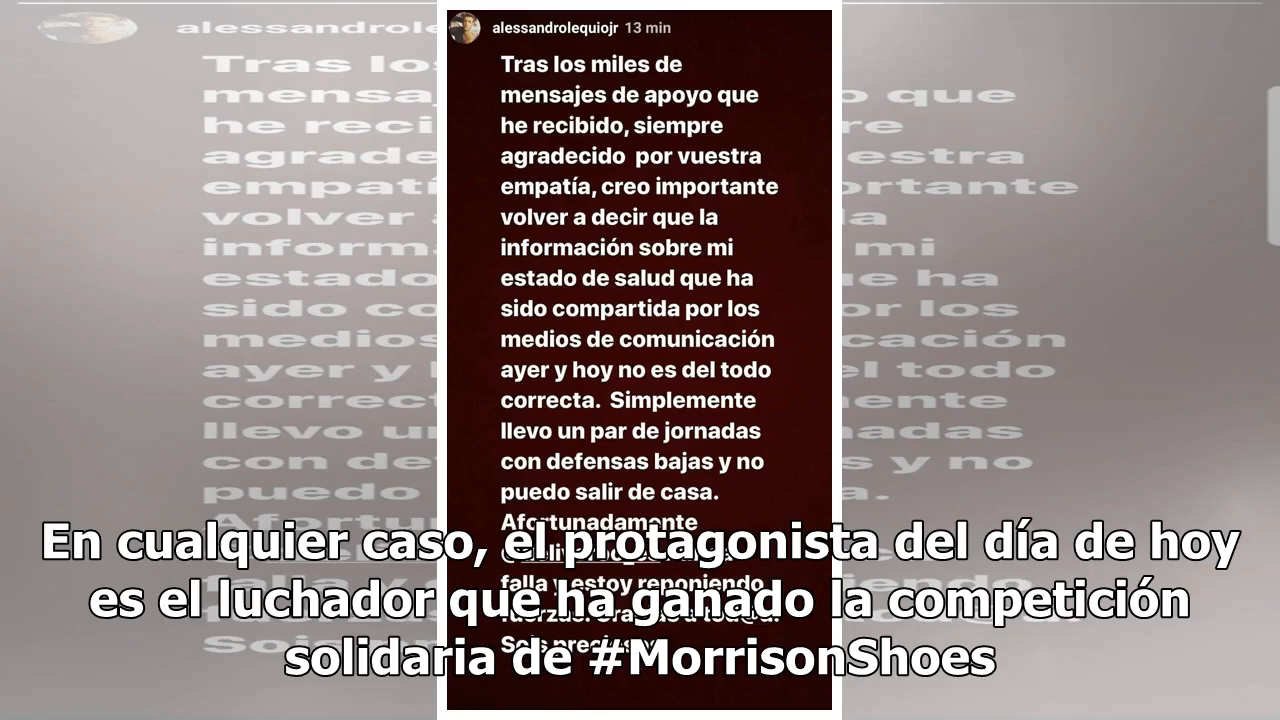 alessandrolequiojr 13 min
Tras los miles de
mensajes de apoyo que
he recibido, siempre
agradecido por vuestra
empatía, creo importante
volver a decir que la
información sobre mi
estado de salud que ha
sido compartida por los
medios de comunicación
ayer y hoy no es del todo
correcta. Simplemente
llevo un par de jornadas
con defensas bajas y no
puedo salir de casa.
Afortunadamente
falla y estoy reponiendo
Sois
En cualquier caso, el protagonista del día de hoy
es el luchador que ha ganado la competición
solidaria de #MorrisonShoes